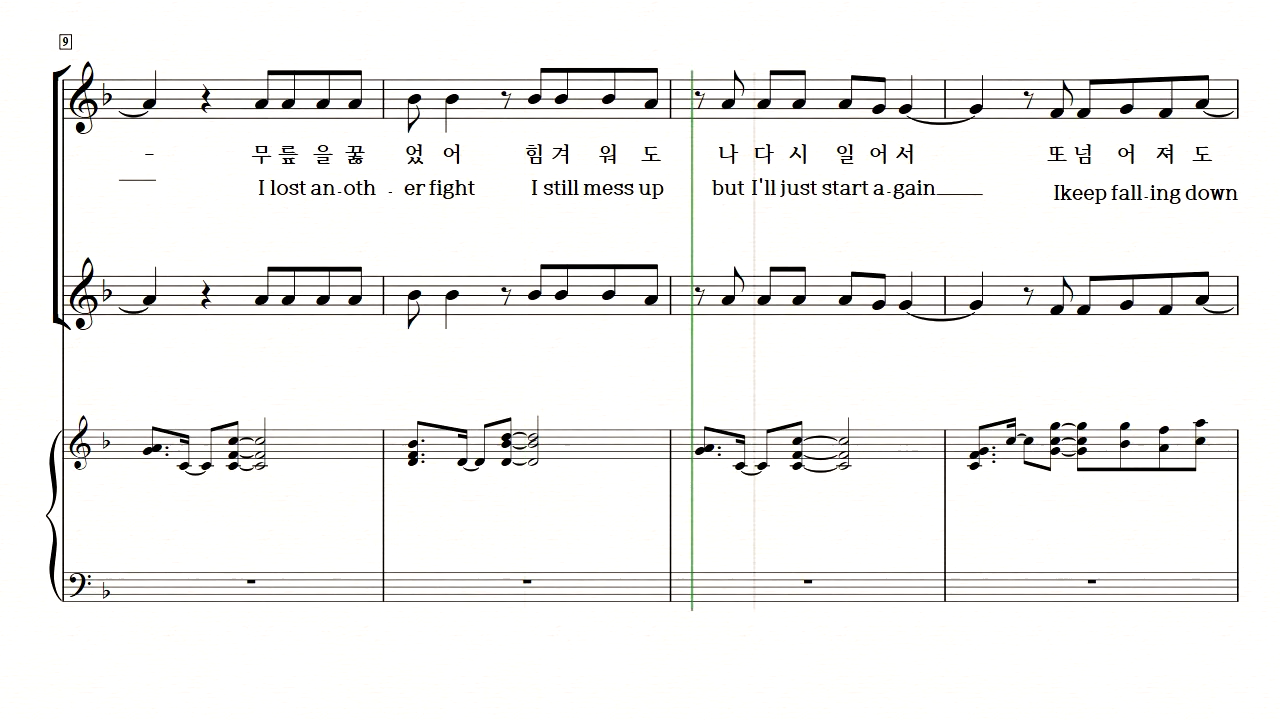 9
- 무 릎 을 꿇 었 어 힘 겨 워 도 나 다 시 일 어 서 또 넘 어 져 도
I lost an-oth - er fight I still mess up but I'll just start a-gain Ikeep fall-ing down